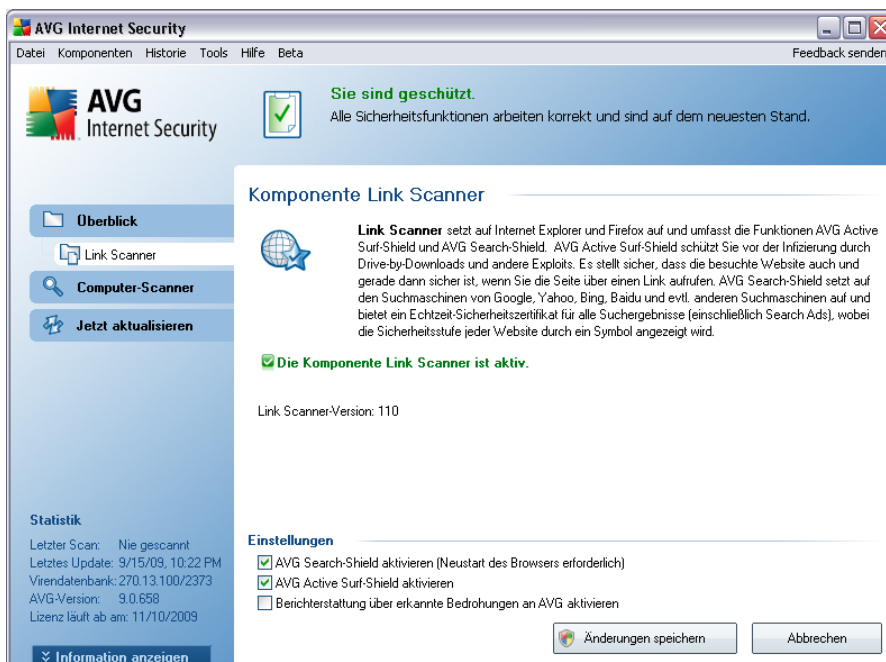 AVG Internet Security
Datei Komponenten Historie Tools Hilfe Beta Feedback senden
AVG
Internet Security
Sie sind geschützt.
Alle Sicherheitsfunktionen arbeiten korrekt und sind auf dem neuesten Stand.
Überblick
Link Scanner
Computer-Scanner
Jetzt aktualisieren
Komponente Link Scanner
Link Scanner setzt auf Internet Explorer und Firefox auf und umfasst die Funktionen AVG Active
Surf-Shield und AVG Search-Shield. AVG Active Surf-Shield schützt Sie vor der Infizierung durch
Drive-by-Downloads und andere Exploits. Es stellt sicher, dass die besuchte Website auch und
gerade dann sicher ist, wenn Sie die Seite über einen Link aufrufen. AVG Search-Shield setzt auf
den Suchmaschinen von Google, Yahoo, Bing, Baidu und evtl. anderen Suchmaschinen auf und
bietet ein Echtzeit-Sicherheitszertifikat für alle Suchergebnisse (einschließlich Search Ads), wobei
die Sicherheitsstufe jeder Website durch ein Symbol angezeigt wird.
Die Komponente Link Scanner ist aktiv.
Link Scanner-Version: 110
Statistik
Letzter Scan: Nie gescannt
Letztes Update: 9/15/09, 10:22 PM
Virendatenbank: 270.13.100/2373
AVG-Version: 9.0.658
Lizenz läuft ab am: 11/10/2009
Information anzeigen
Einstellungen
AVG Search-Shield aktivieren (Neustart des Browsers erforderlich)
AVG Active Surf-Shield aktivieren
Berichterstattung über erkannte Bedrohungen an AVG aktivieren
Änderungen speichern
Abbrechen